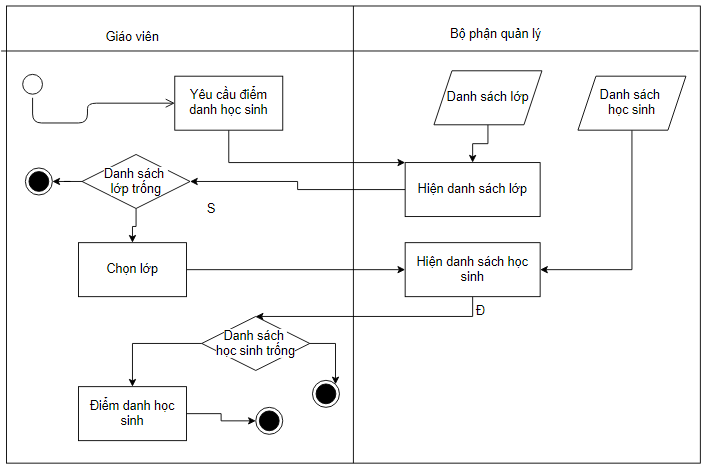 Giáo viên
Bộ phận quản lý
Yêu cầu điểm
danh học sinh
Danh sách lớp
Danh sách
học sinh
Danh sách
lớp trống
Hiện danh sách lớp
S
Chọn lớp
Hiện danh sách học
sinh
Đ
Danh sách
học sinh trống
Điểm danh học
sinh